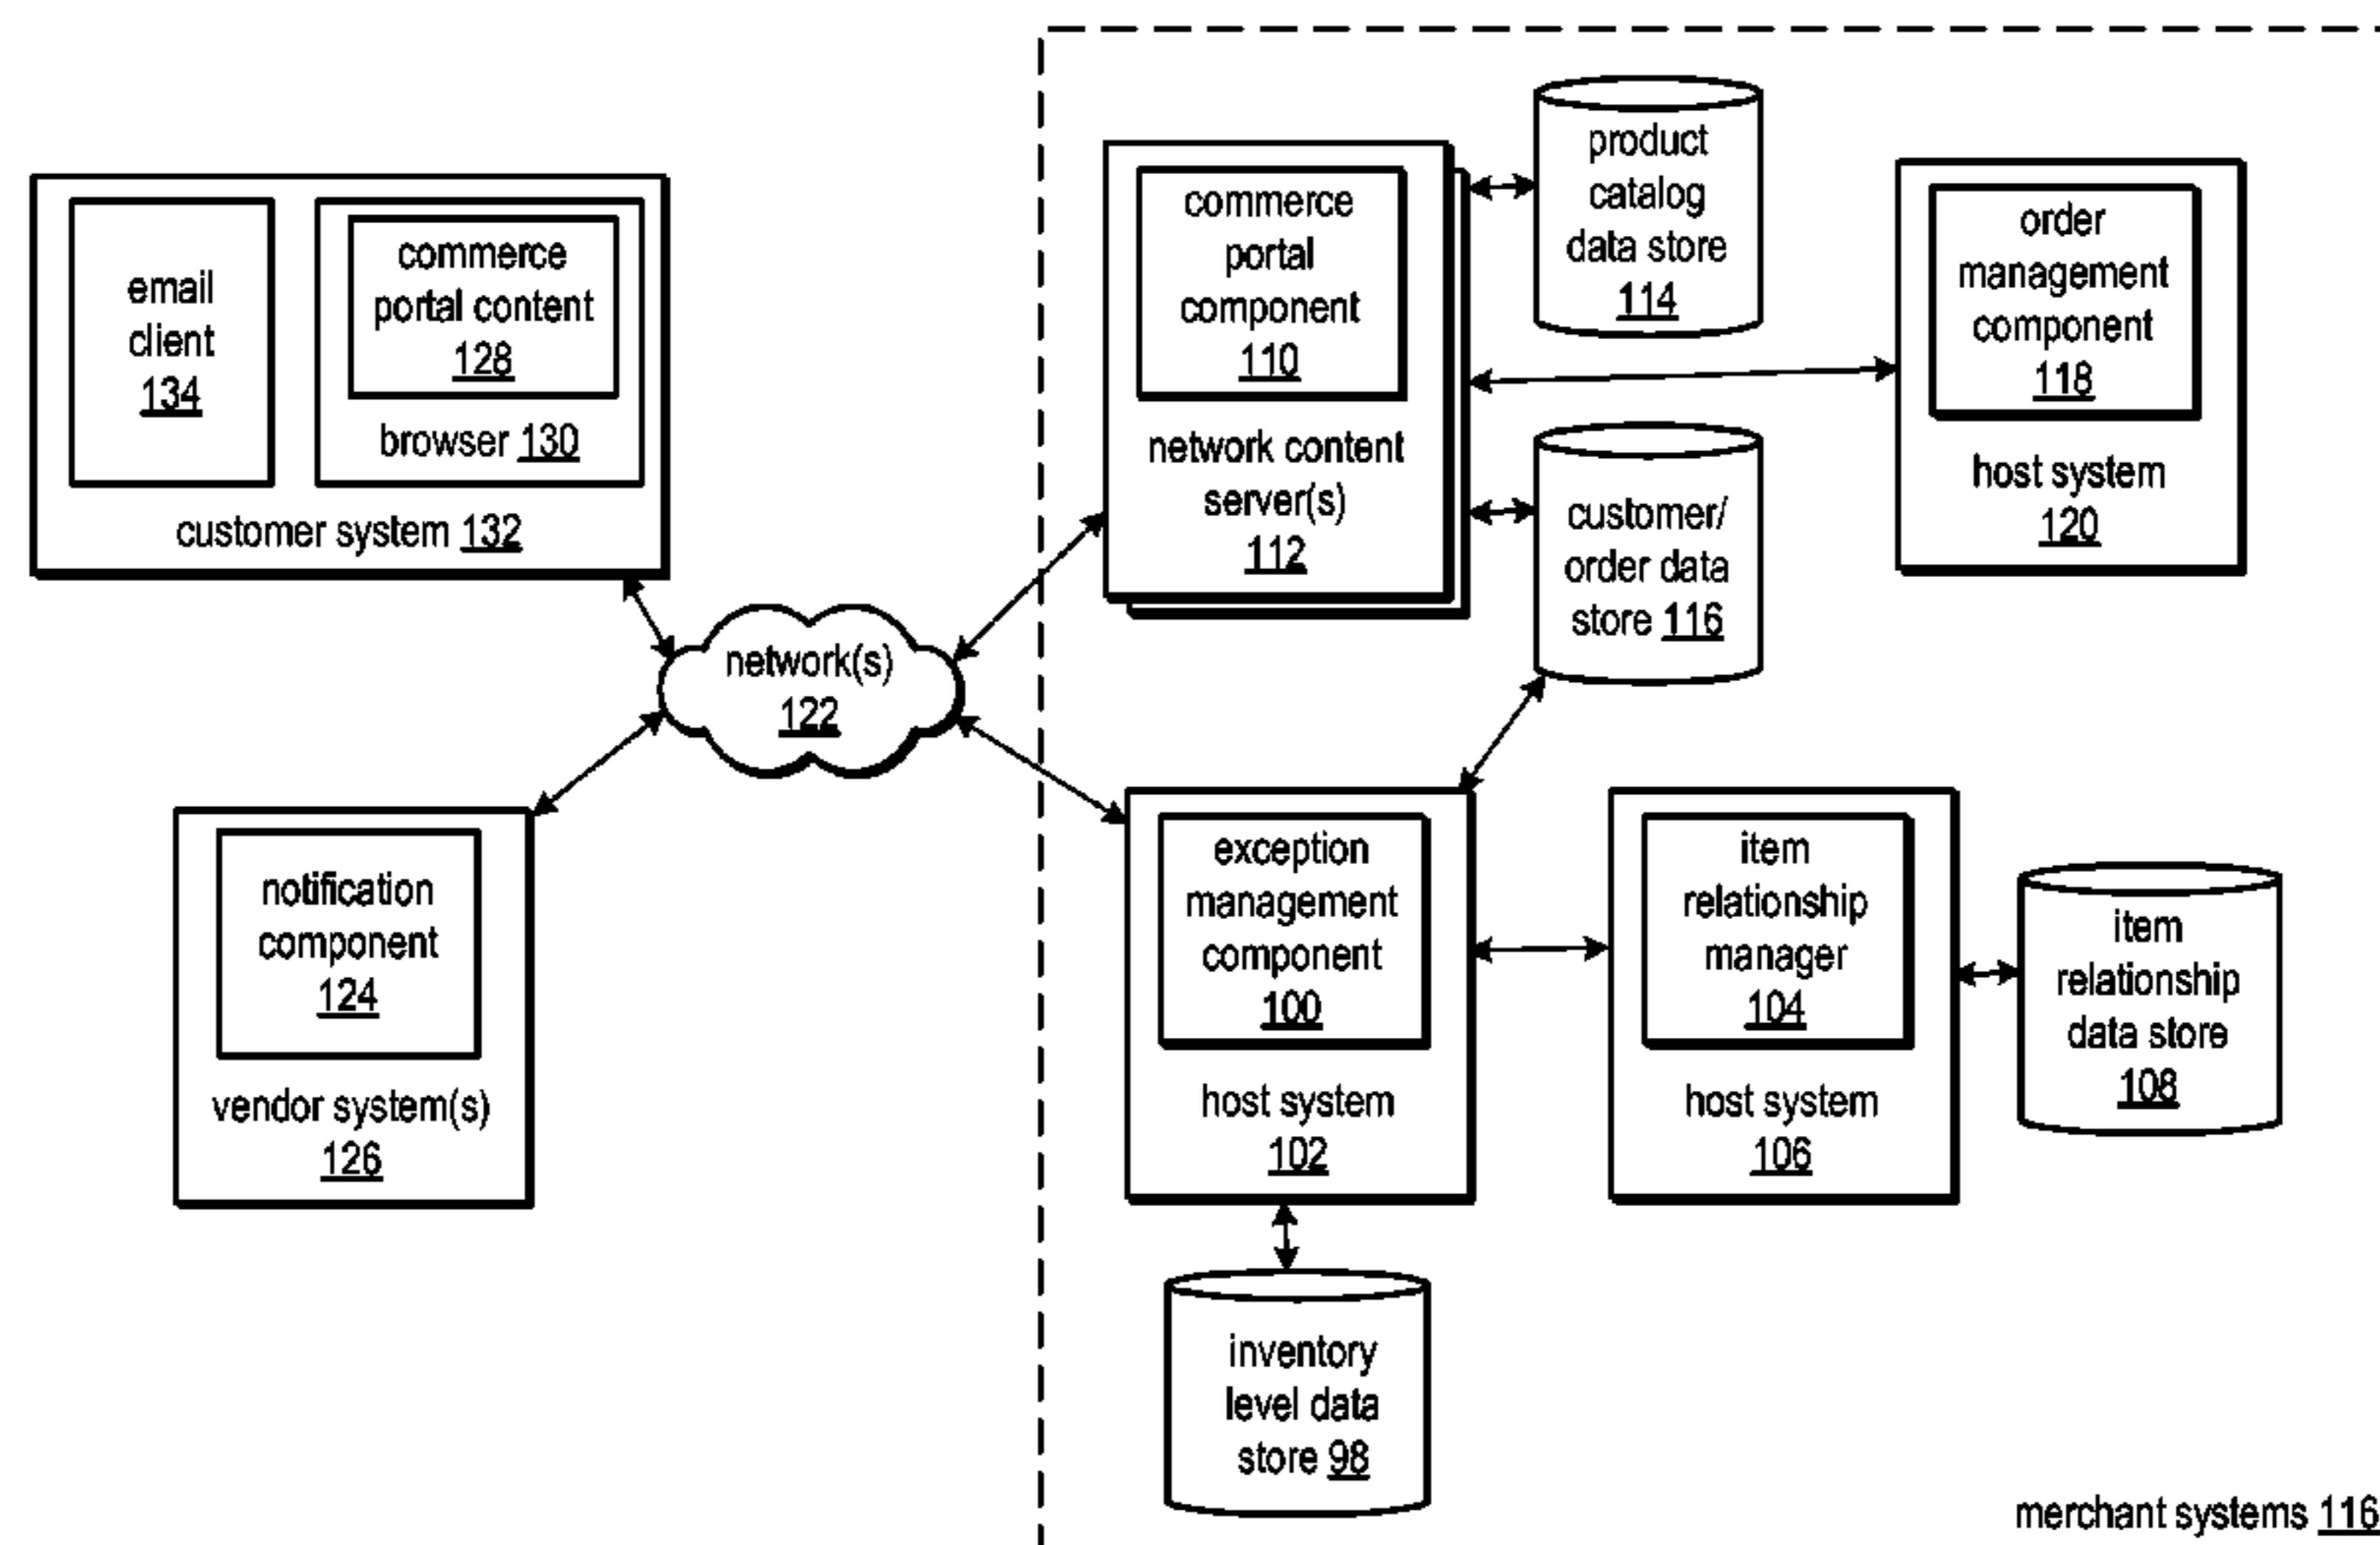 email
client
134
commerce
portal content
128
browser 130
customer system 132
network(s)
122
notification
component
124
vendor system(s)
126
commerce
portal
component
110
network content
server(s)
112
product
catalog
data store
114
order
management
component
118
host system
120
customer/
order data
store 116
exception
management
component
100
host system
102
item
relationship
manager
104
host system
106
item
relationship
data store
108
inventory
level data
store 98
merchant systems 116